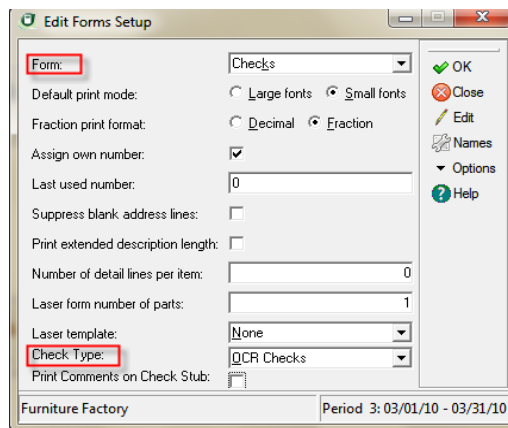 Edit Forms Setup
Form: Checks
Default print mode: Large fonts Small fonts
Fraction print format: Decimal Fraction
Assign own number:
Last used number: 0
Suppress blank address lines:
Print extended description length:
Number of detail lines per item: 0
Laser form number of parts: 1
Laser template: None
Check Type: OCR Checks
Print Comments on Check Stub:
OK
Close
Edit
Names
Options
Help
Furniture Factory Period 3: 03/01/10 - 03/31/10